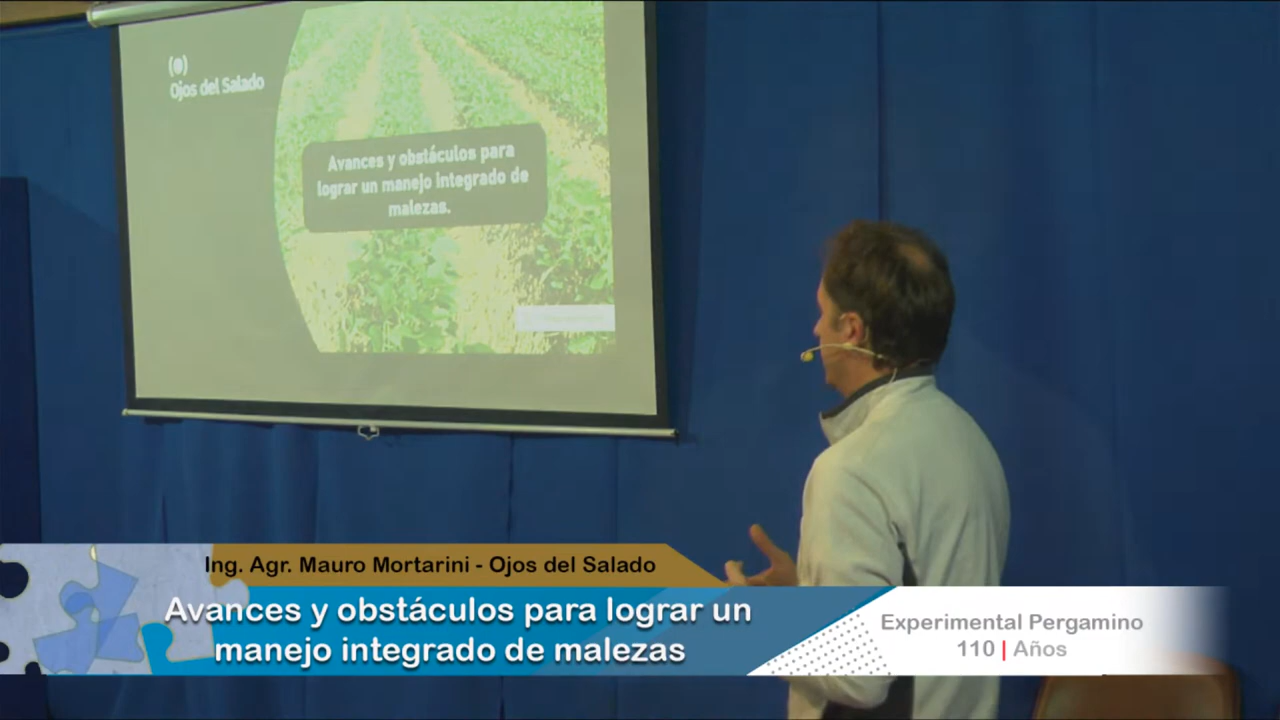 (o)
Ojos del Salado
Avances y obstáculos para
lograr un manejo integrado de
malezas.
Ing. Agr. Mauro Mortarini - Ojos del Salado
Avances y obstáculos para lograr un
manejo integrado de malezas
Experimental Pergamino
110 | Años